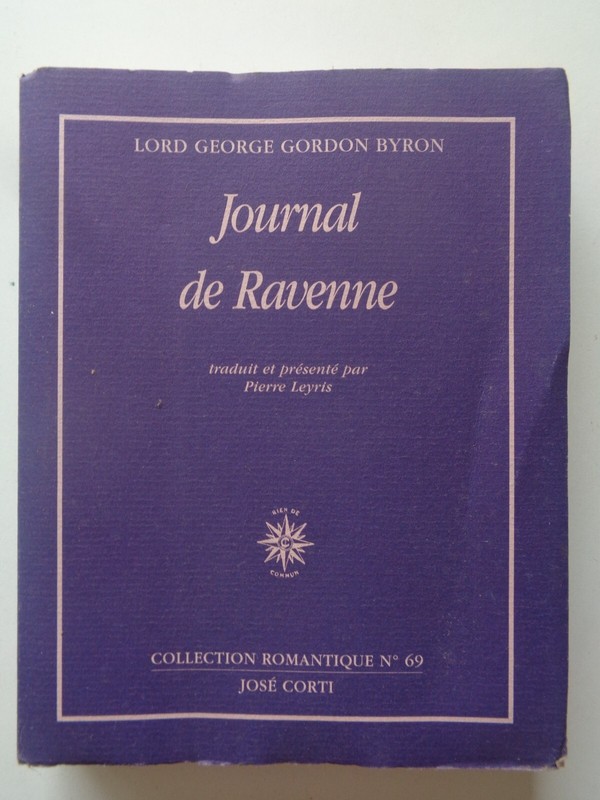 LORD GEORGE GORDON BYRON
Journal
de Ravenne
traduit et présenté par
Pierre Leyris
RIEN DE
C
COMMUN
COLLECTION ROMANTIQUE N° 69
JOSÉ CORTI